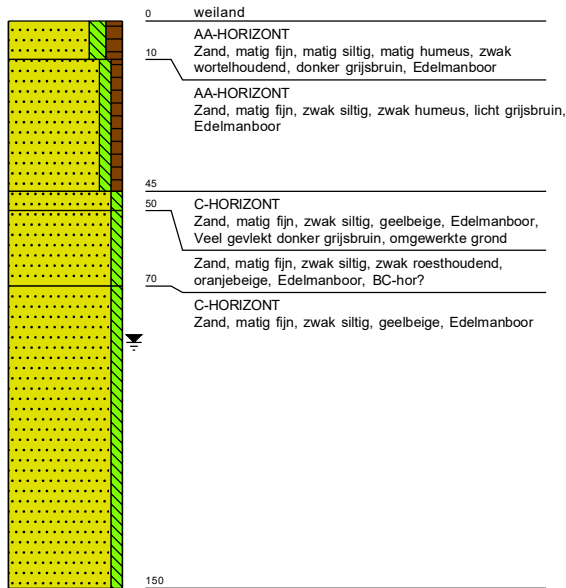 0 weiland
AA-HORIZONT
Zand, matig fijn, matig siltig, matig humeus, zwak
10 wortelhoudend, donker grijsbruin, Edelmanboor
AA-HORIZONT
Zand, matig fijn, zwak siltig, zwak humeus, licht grijsbruin,
Edelmanboor
45
50 C-HORIZONT
Zand, matig fijn, zwak siltig, geelbeige, Edelmanboor,
Veel gevlekt donker grijsbruin, omgewerkte grond
Zand, matig fijn, zwak siltig, zwak roesthoudend,
70 oranjebeige, Edelmanboor, BC-hor?
C-HORIZONT
Zand, matig fijn, zwak siltig, geelbeige, Edelmanboor
150